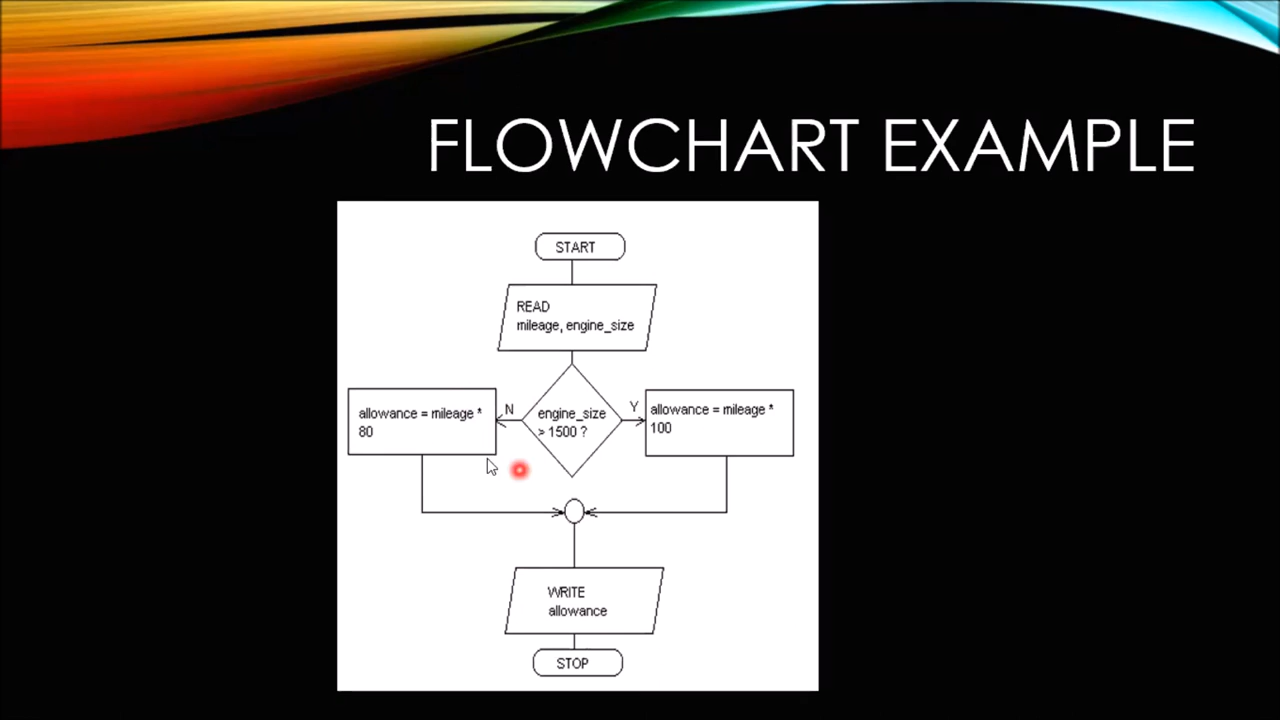 FLOWCHART EXAMPLE
START
READ
mileage, engine_size
allowance = mileage *
80
N
engine_size
> 1500 ?
Y
allowance = mileage *
100
WRITE
allowance
STOP